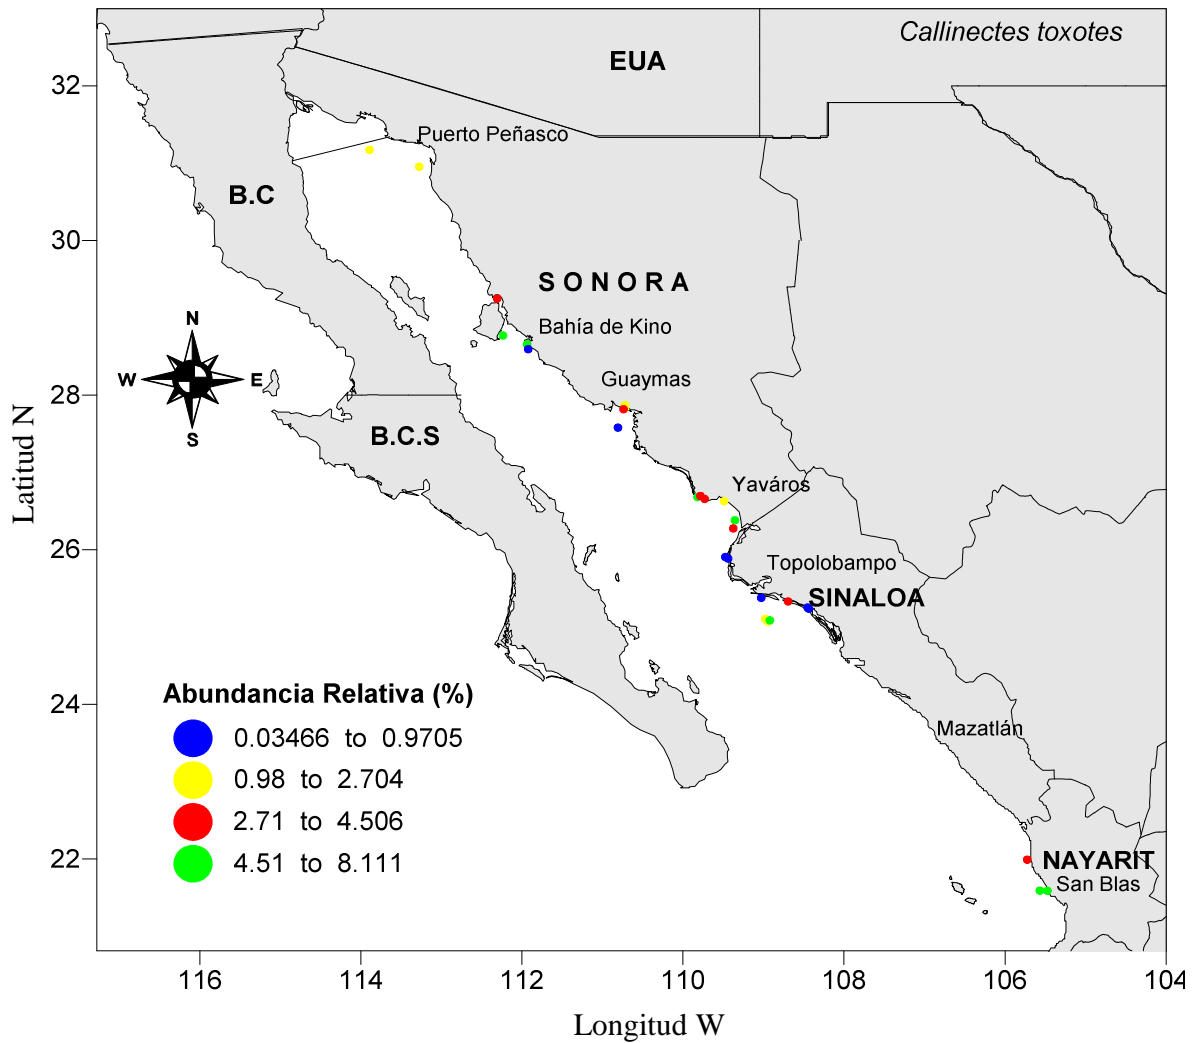 Callinectes toxotes
EUA
32
Puerto Peñasco
B.C
30
SONORA
Bahía de Kino
N
W
E
S
Guaymas
28
B.C.S
Latitud N
Yaváros
26
Topolobampo
SINALOA
Abundancia Relativa (%)
0.03466 to 0.9705
0.98 to 2.704
2.71 to 4.506
4.51 to 8.111
24
Mazatlán
22
NAYARIT
San Blas
116 114 112 110 108 106 104
Longitud W